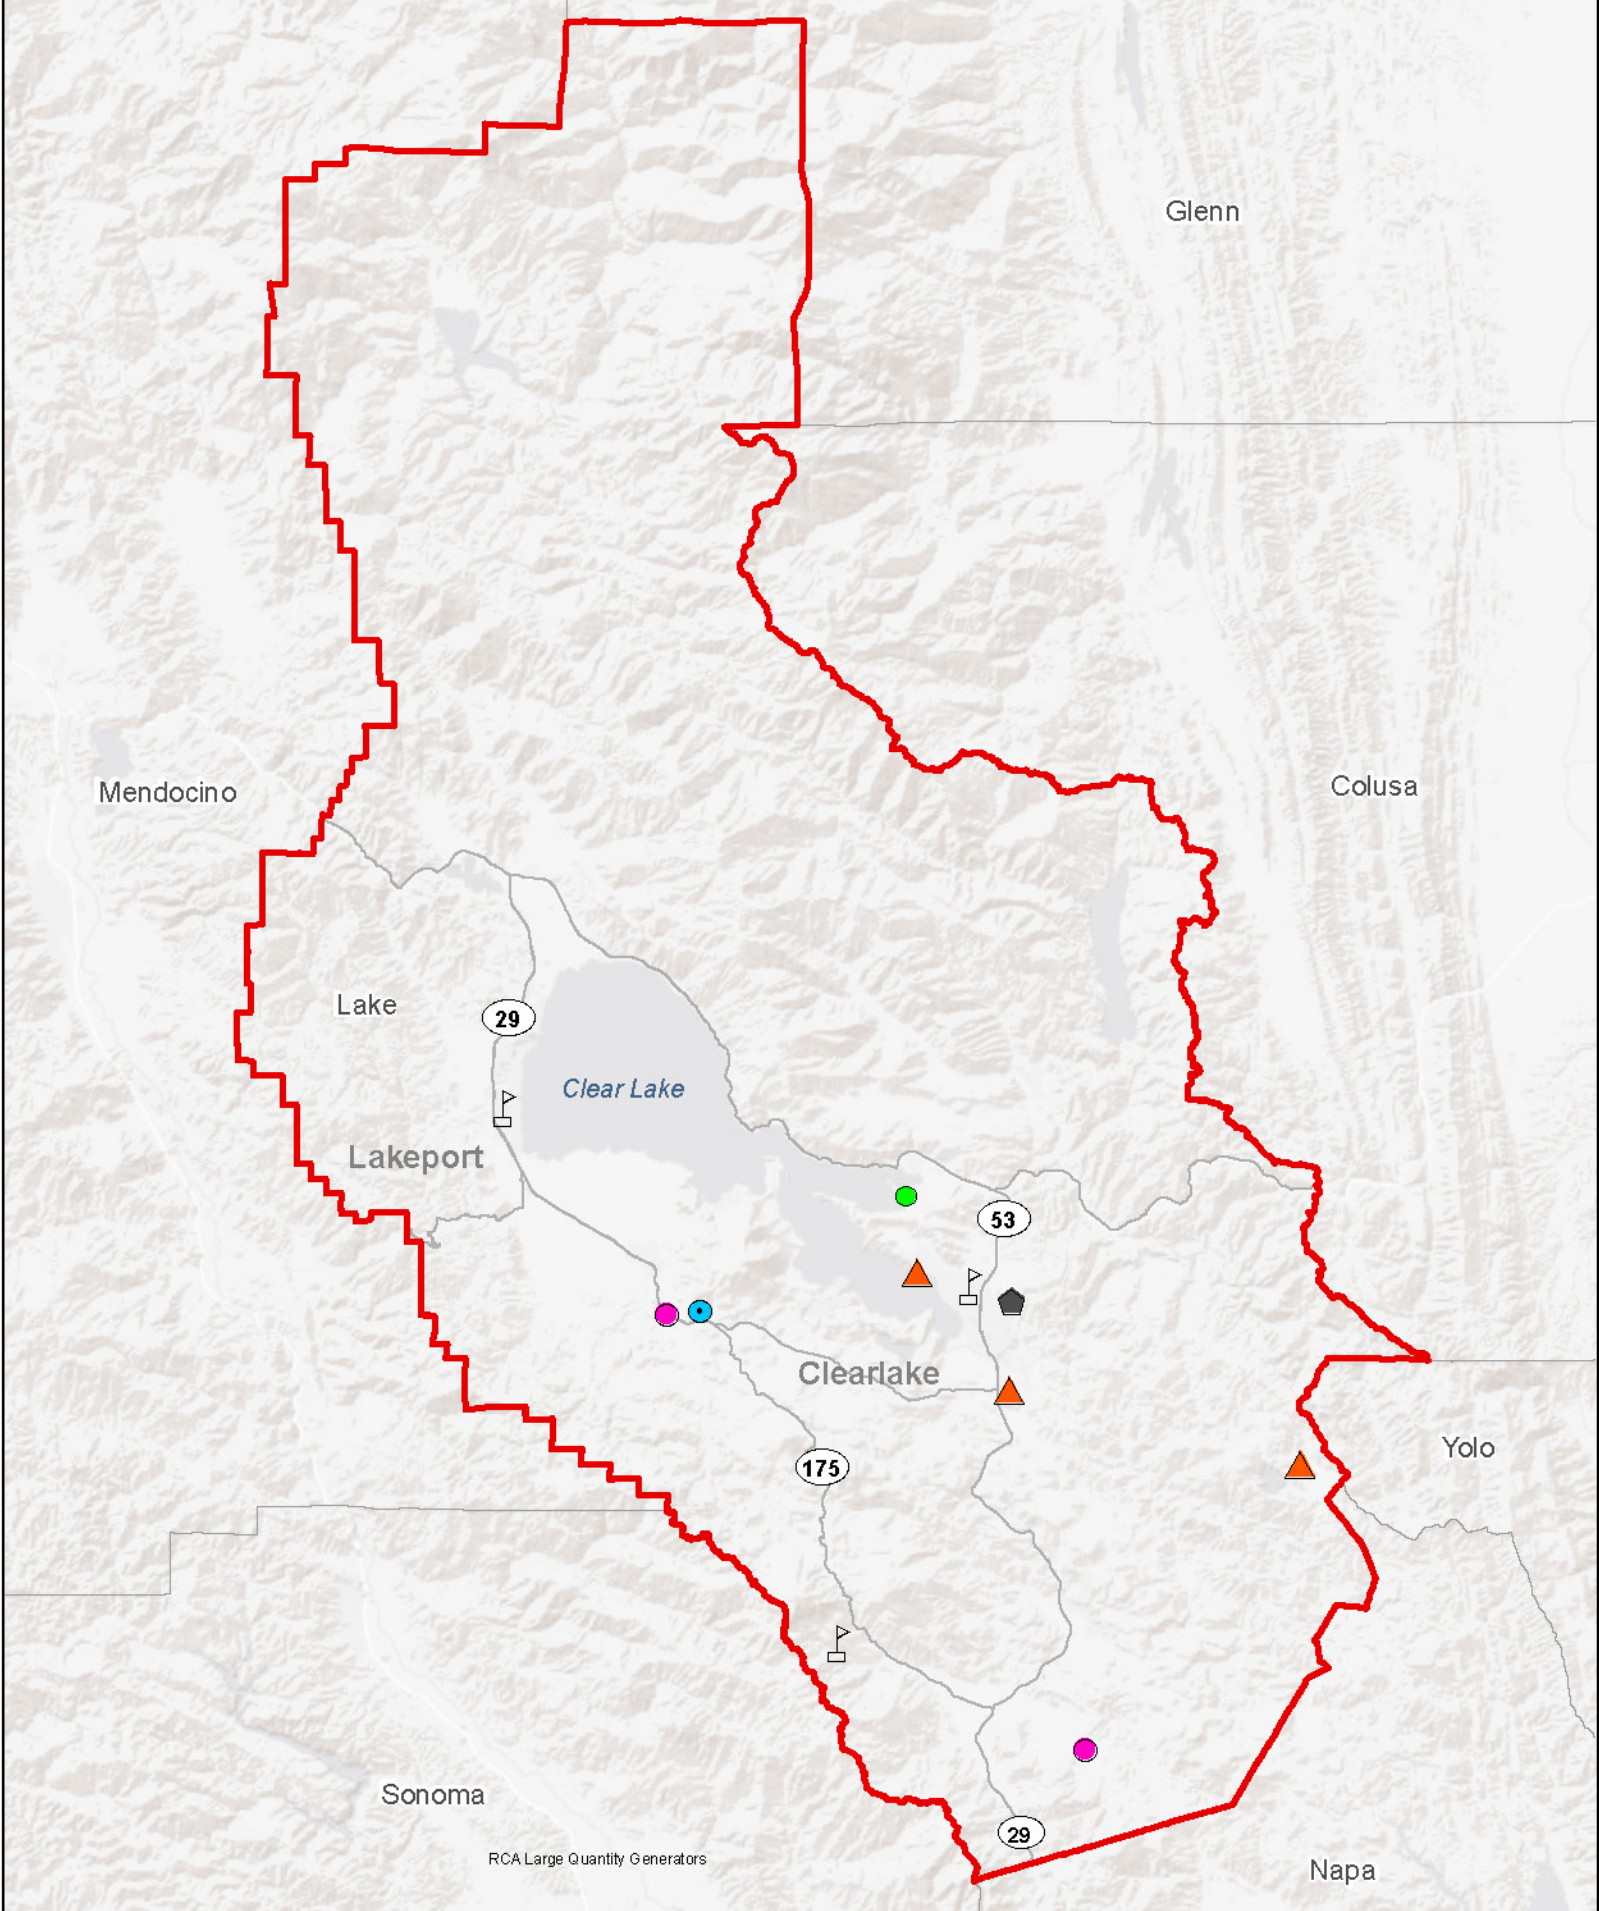 Glenn
Mendocino
Colusa
Lake
29
Clear Lake
Lakeport
53
Clearlake
Yolo
175
Sonoma
29
RCA Large Quantity Generators
Napa